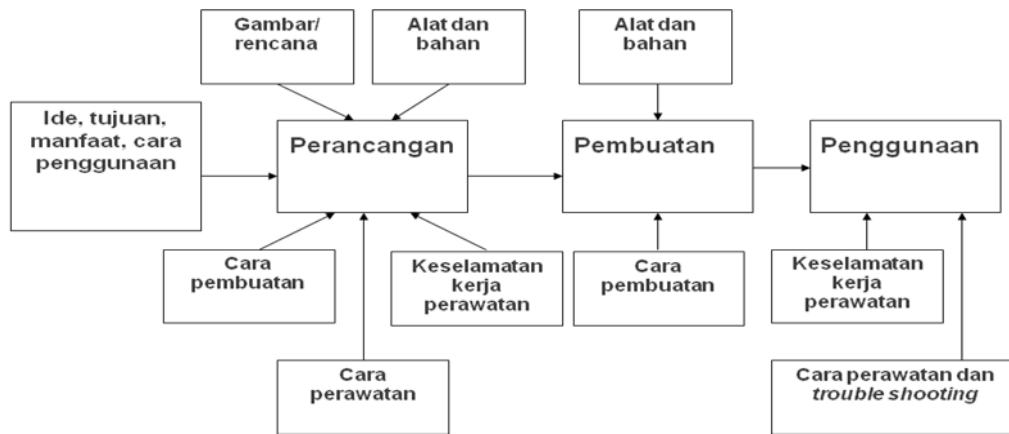 Gambar/
rencana
Alat dan
bahan
Alat dan
bahan
Ide, tujuan,
manfaat, cara
penggunaan
Perancangan
Pembuatan
Penggunaan
Cara
pembuatan
Keselamatan
kerja
perawatan
Cara
pembuatan
Keselamatan
kerja
perawatan
Cara
perawatan
Cara perawatan dan
trouble shooting